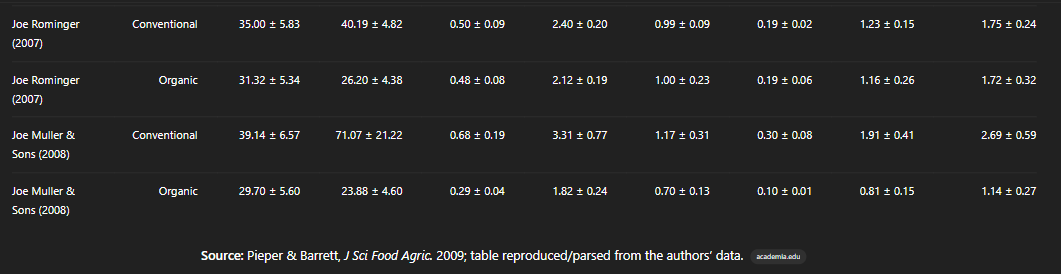 Joe Rominger (2007) Conventional 35.00 ± 5.83 40.19 ± 4.82 0.50 ± 0.09 2.40 ± 0.20 0.99 ± 0.09 0.19 ± 0.02 1.23 ± 0.15 1.75 ± 0.24
Joe Rominger (2007) Organic 31.32 ± 5.34 26.20 ± 4.38 0.48 ± 0.08 2.12 ± 0.19 1.00 ± 0.23 0.19 ± 0.06 1.16 ± 0.26 1.72 ± 0.32
Joe Muller & Sons (2008) Conventional 39.14 ± 6.57 71.07 ± 21.22 0.68 ± 0.19 3.31 ± 0.77 1.17 ± 0.31 0.30 ± 0.08 1.91 ± 0.41 2.69 ± 0.59
Joe Muller & Sons (2008) Organic 29.70 ± 5.60 23.88 ± 4.60 0.29 ± 0.04 1.82 ± 0.24 0.70 ± 0.13 0.10 ± 0.01 0.81 ± 0.15 1.14 ± 0.27
Source: Pieper & Barrett, J Sci Food Agric. 2009; table reproduced/parsed from the authors’ data. academia.edu